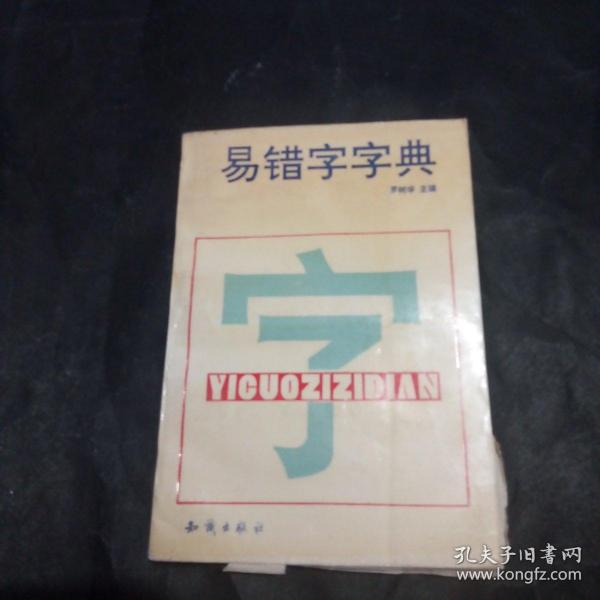 易错字字典
罗树华 主编
YICUOZIZIDIAN
知识出版社
孔夫子旧书网
www.kongfz.com